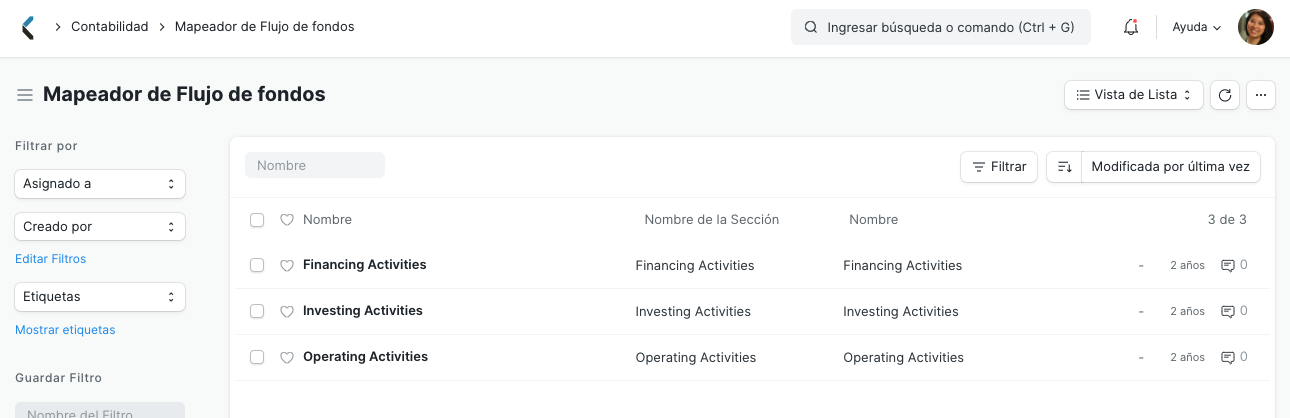 Contabilidad
Mapeador de Flujo de fondos
Ingresar búsqueda o comando (Ctrl + G)
Ayuda
Mapeador de Flujo de fondos
Vista de Lista
Filtrar por
Asignado a
Creado por
Editar Filtros
Etiquetas
Mostrar etiquetas
Guardar Filtro
Nombre del Filtro
Nombre
Filtrar
Modificada por última vez
Nombre Nombre de la Sección Nombre 3 de 3
Financing Activities Financing Activities Financing Activities - 2 años 0
Investing Activities Investing Activities Investing Activities - 2 años 0
Operating Activities Operating Activities Operating Activities - 2 años 0